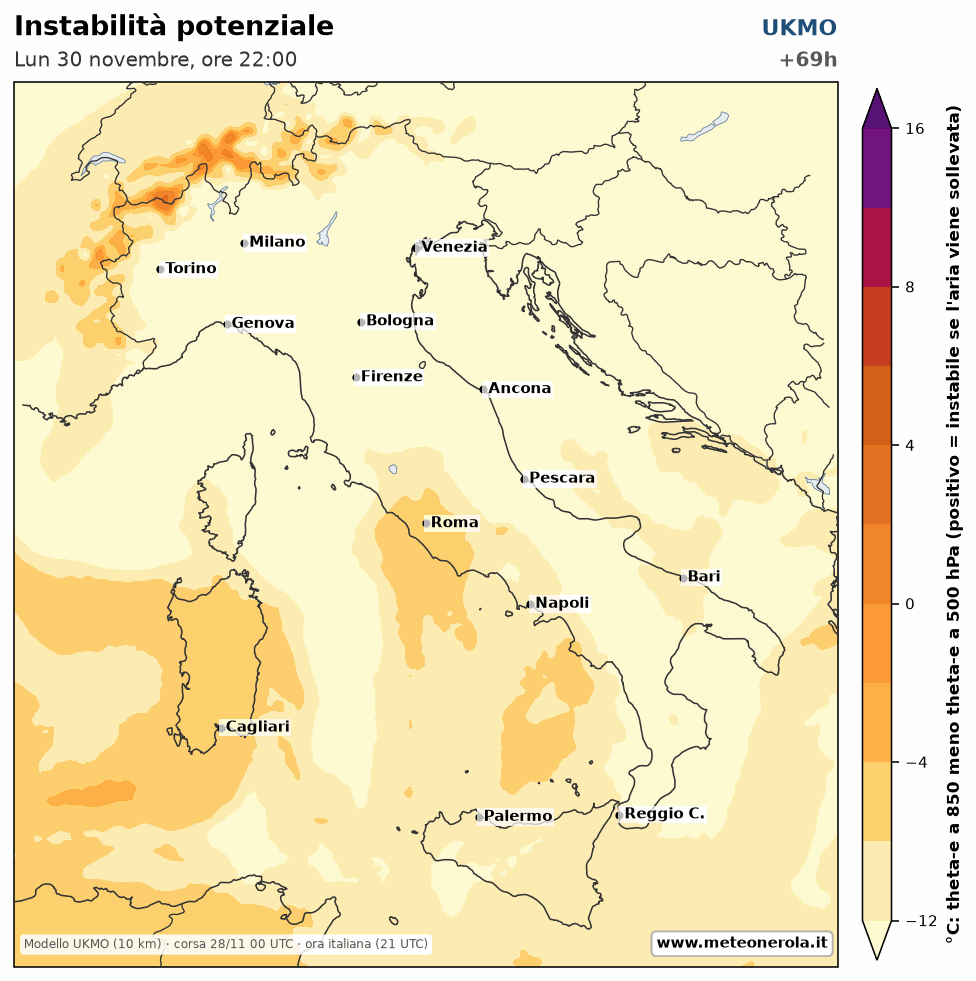 Instabilità potenziale
UKMO
Lun 30 novembre, ore 22:00
+69h
Milano
Venezia
Torino
Genova
Bologna
Firenze
Ancona
Pescara
Roma
Bari
Napoli
Cagliari
Palermo
Reggio C.
16
8
4
0
−4
−12
°C: theta-e a 850 meno theta-e a 500 hPa (positivo = instabile se l'aria viene sollevata)
Modello UKMO (10 km) · corsa 28/11 00 UTC · ora italiana (21 UTC)
www.meteonerola.it